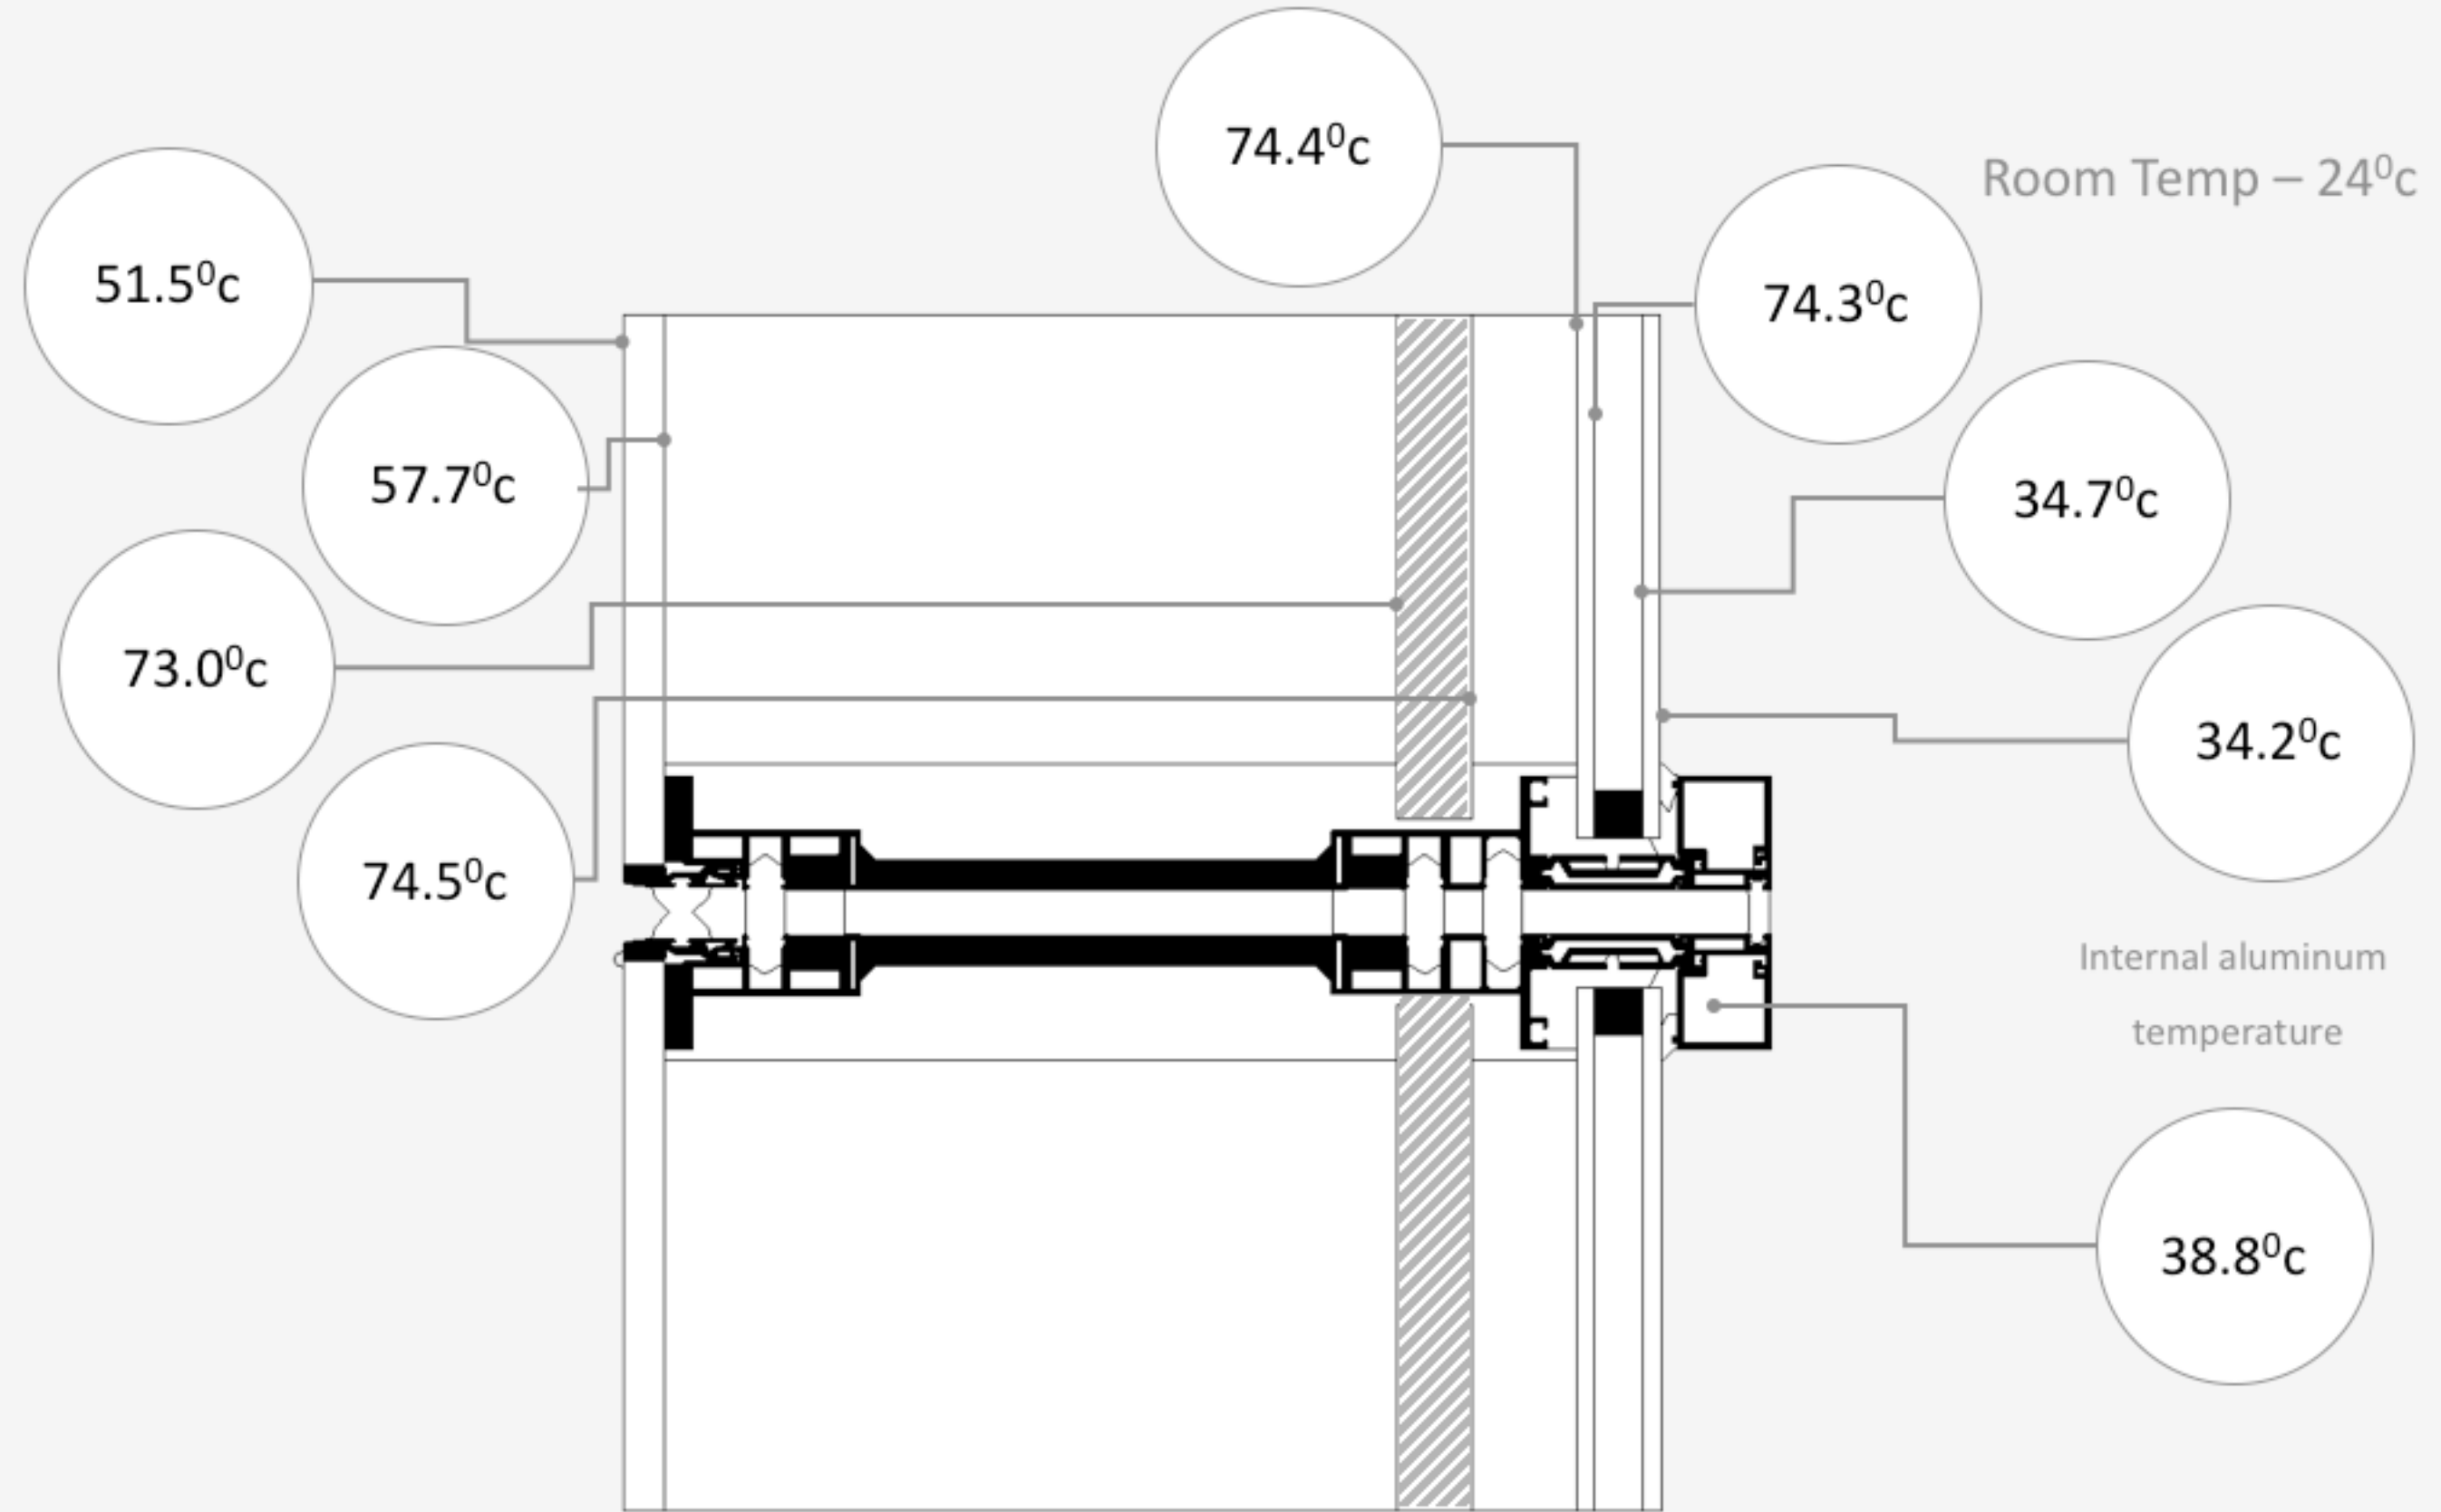 74.4⁰c
Room Temp – 24⁰c
51.5⁰c
74.3⁰c
57.7⁰c
34.7⁰c
73.0⁰c
34.2⁰c
74.5⁰c
Internal aluminum
temperature
38.8⁰c